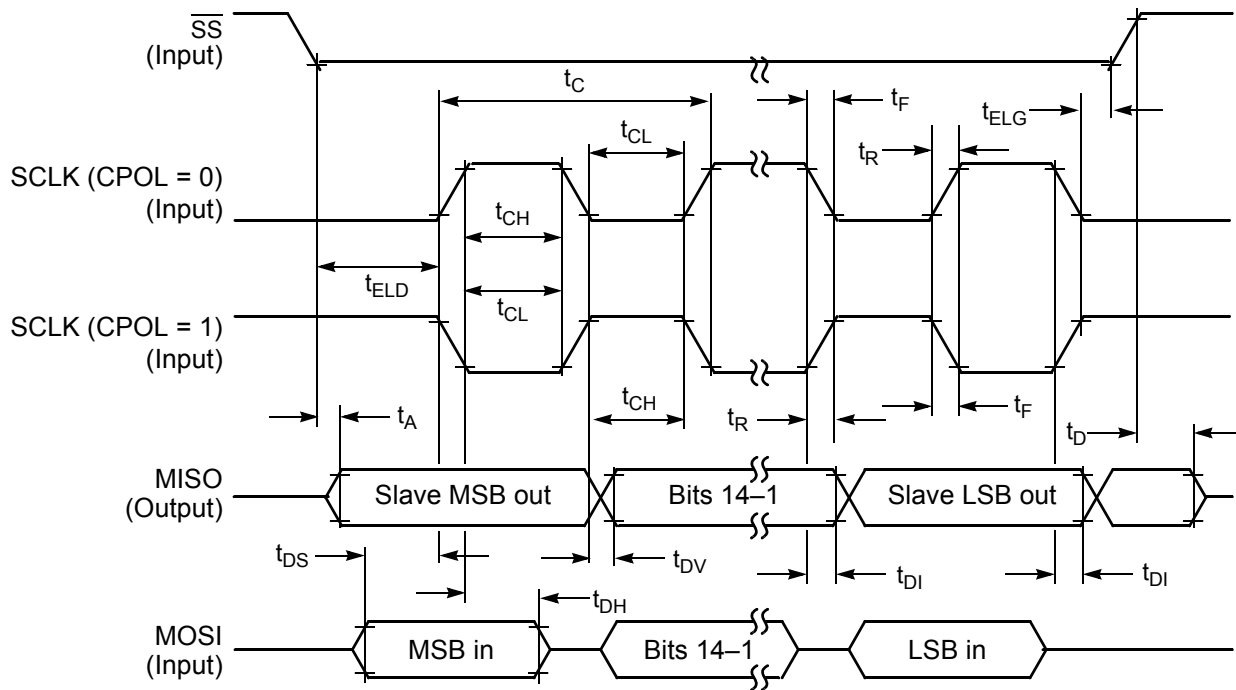 SS
(Input)
t_C
t_F
t_ELG
t_CL
t_R
SCLK (CPOL = 0)
(Input)
t_CH
t_ELD
t_CL
SCLK (CPOL = 1)
(Input)
t_A
t_CH
t_R
t_F
t_D
MISO
(Output)
Slave MSB out
Bits 14–1
Slave LSB out
t_DS
t_DV
t_DI
t_DI
t_DH
MOSI
(Input)
MSB in
Bits 14–1
LSB in